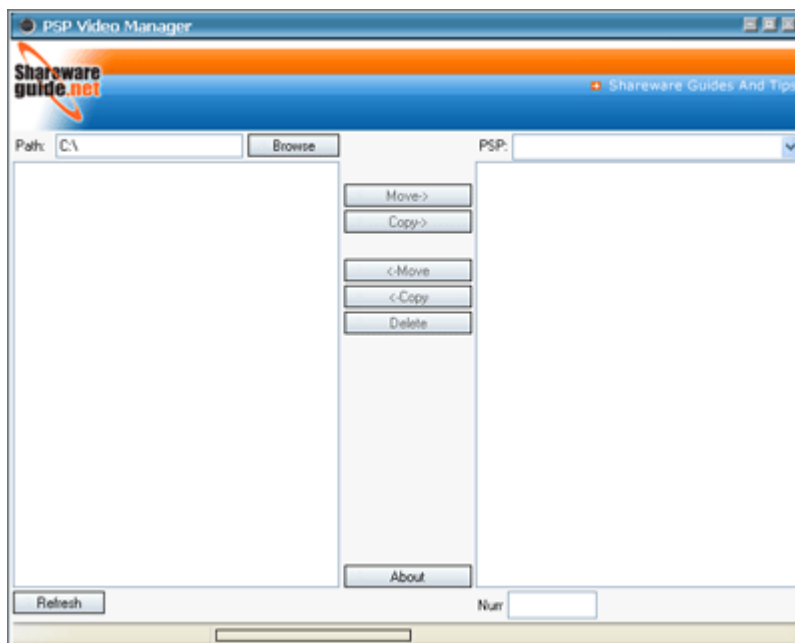 PSP Video Manager
Shareware
guide.net
Shareware Guides And Tips
Path: C:\ Browse PSP:
Move->
Copy->
<-Move
<-Copy
Delete
About
Refresh Nurr